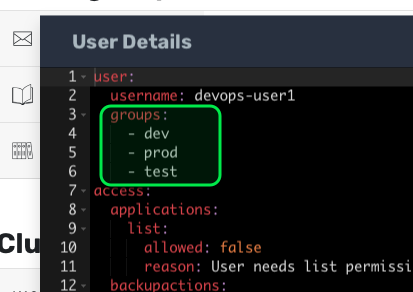 User Details
1 user:
2 username: devops-user1
3 groups:
4 - dev
5 - prod
6 - test
7 access:
8 applications:
9 list:
10 allowed: false
11 reason: User needs list permissi
12 backupactions:
Clu